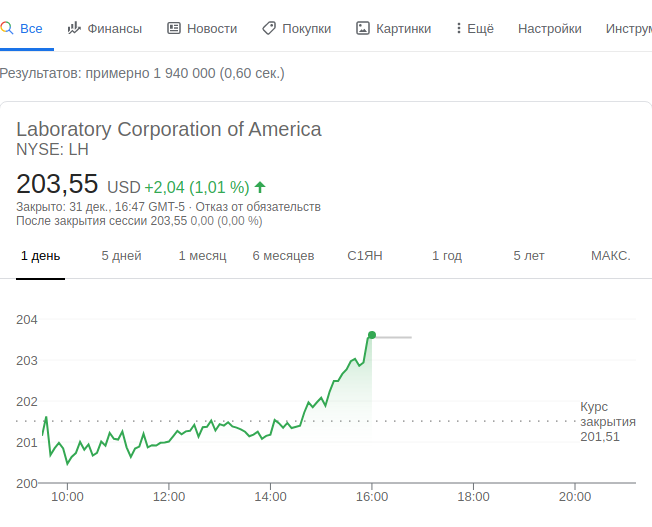 Все Финансы Новости Покупки Картинки Ещё Настройки Инструм
Результатов: примерно 1 940 000 (0,60 сек.)
Laboratory Corporation of America
NYSE: LH
203,55 USD +2,04 (1,01 %)
Закрыто: 31 дек., 16:47 GMT-5 · Отказ от обязательств
После закрытия сессии 203,55 0,00 (0,00 %)
1 день 5 дней 1 месяц 6 месяцев С1ЯН 1 год 5 лет МАКС.
204
203
202
Курс
закрытия
201,51
201
200
10:00 12:00 14:00 16:00 18:00 20:00